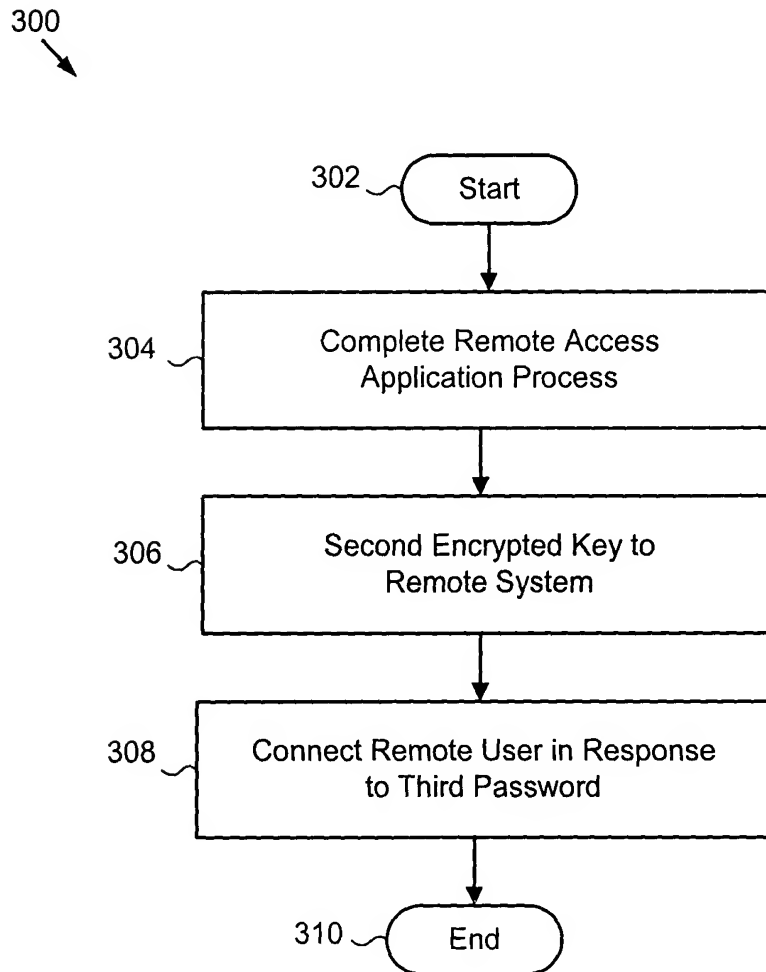 300
302
Start
304
Complete Remote Access
Application Process
306
Second Encrypted Key to
Remote System
308
Connect Remote User in Response
to Third Password
310
End